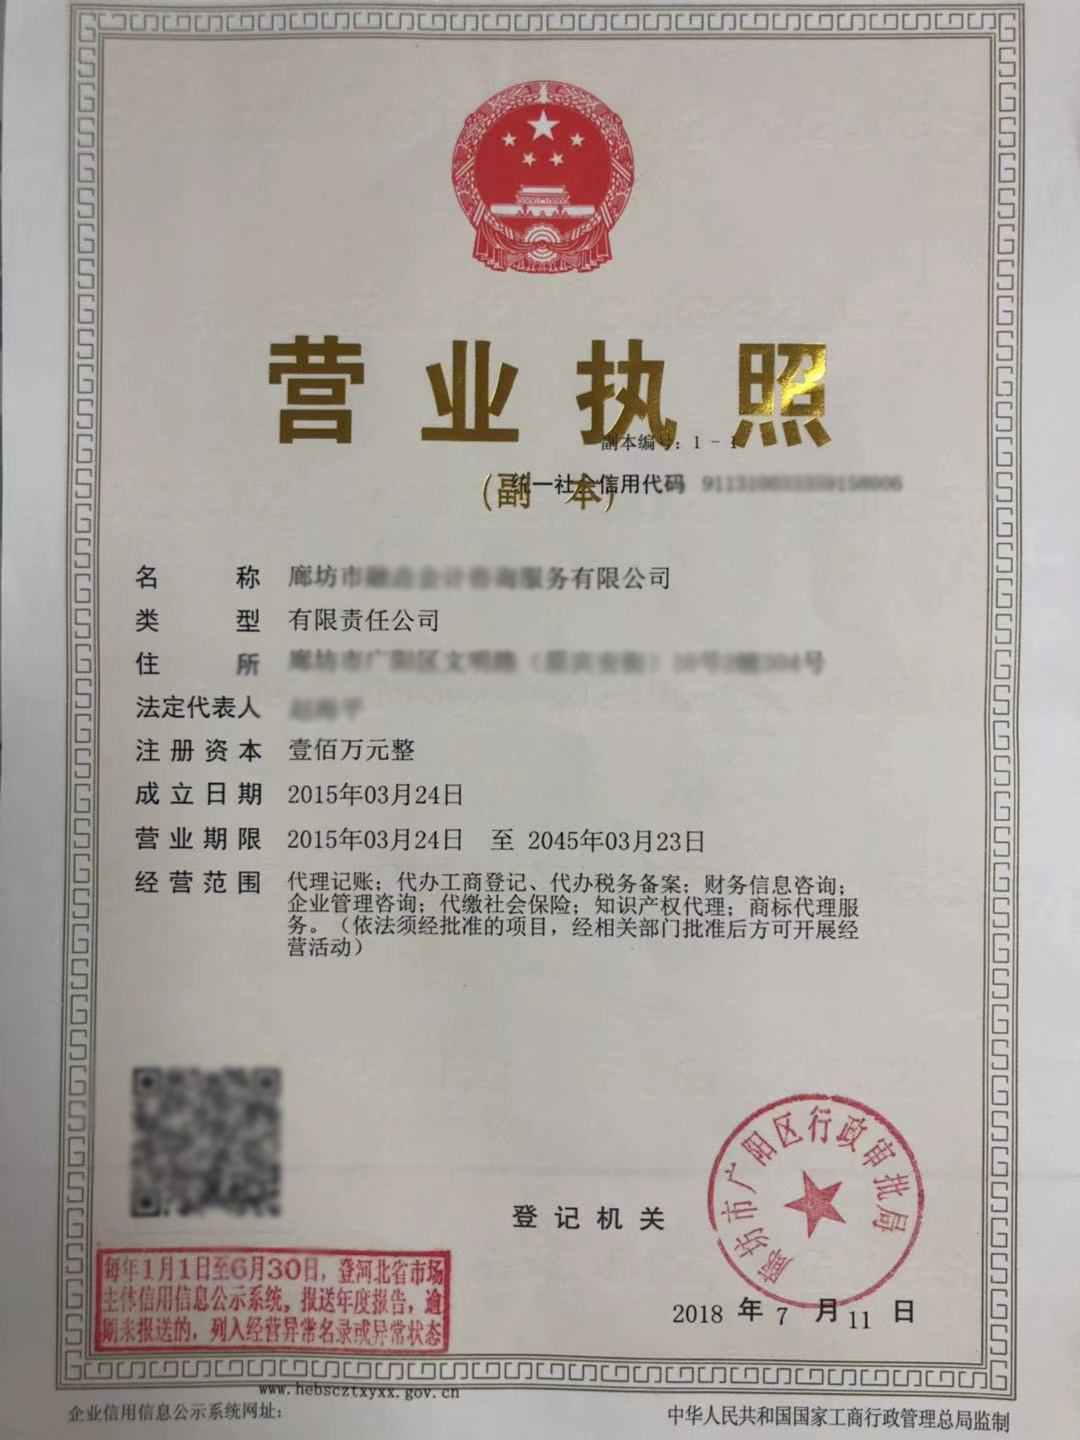 营业执照
副本编号：1 - 1
(副 本)
统一社会信用代码
名 称 廊坊市 服务有限公司
类 型 有限责任公司
住 所
法定代表人
注册资本 壹佰万元整
成立日期 2015年03月24日
营业期限 2015年03月24日 至 2045年03月23日
经营范围 代理记账；代办工商登记、代办税务备案；财务信息咨询；
企业管理咨询；代缴社会保险；知识产权代理；商标代理服
务。（依法须经批准的项目，经相关部门批准后方可开展经
营活动）
登记机关
廊坊市广阳区行政审批局
2018 年 7 月 11 日
每年1月1日至6月30日，登河北省市场
主体信用信息公示系统，报送年度报告，逾
期未报送的，列入经营异常名录或异常状态
www.hebscztxyxx.gov.cn
企业信用信息公示系统网址：
中华人民共和国国家工商行政管理总局监制